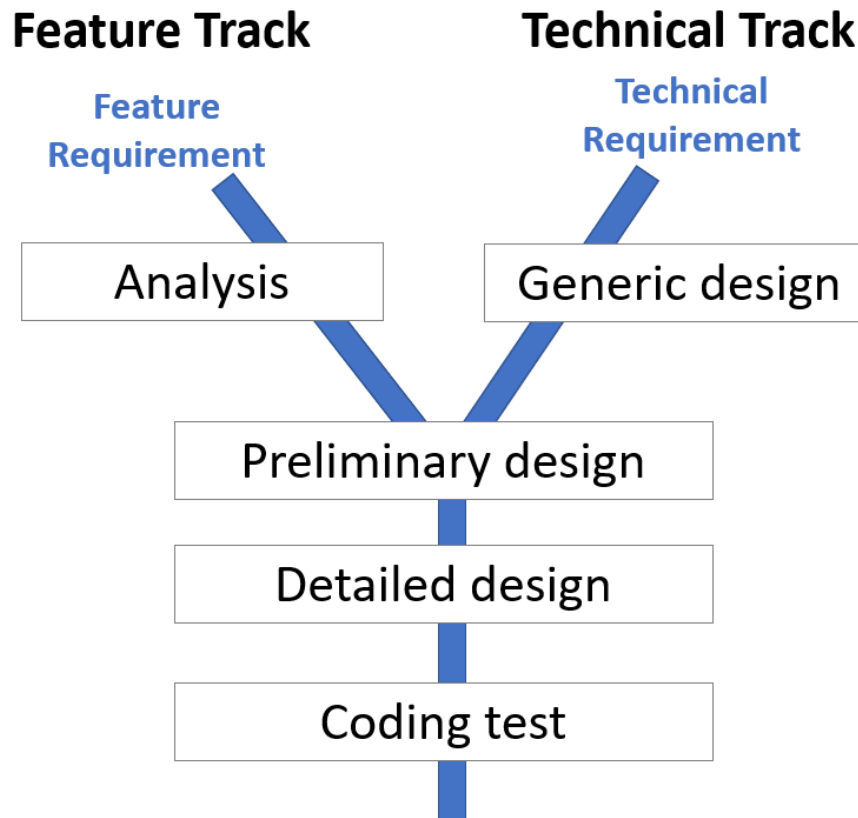 Feature Track
Technical Track
Feature
Requirement
Technical
Requirement
Analysis
Generic design
Preliminary design
Detailed design
Coding test